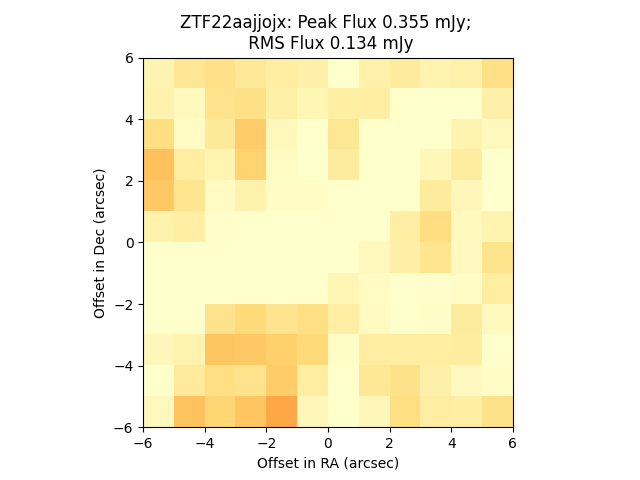 ZTF22aajjojx: Peak Flux 0.355 mJy;
RMS Flux 0.134 mJy
6
4
2
0
−2
−4
−6
Offset in Dec (arcsec)
−6 −4 −2 0 2 4 6
Offset in RA (arcsec)